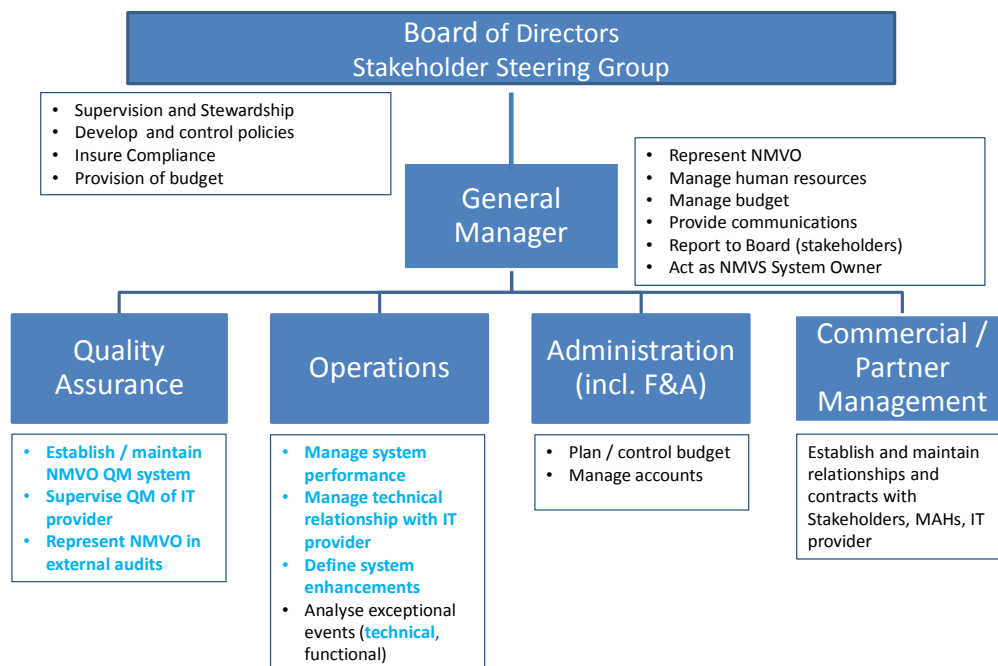 Board of Directors
Stakeholder Steering Group
• Supervision and Stewardship
• Develop and control policies
• Insure Compliance
• Provision of budget
General
Manager
• Represent NMVO
• Manage human resources
• Manage budget
• Provide communications
• Report to Board (stakeholders)
• Act as NMVS System Owner
Quality
Assurance
• Establish / maintain
NMVO QM system
• Supervise QM of IT
provider
• Represent NMVO in
external audits
Operations
• Manage system
performance
• Manage technical
relationship with IT
provider
• Define system
enhancements
• Analyse exceptional
events (technical,
functional)
Administration
(incl. F&A)
• Plan / control budget
• Manage accounts
Commercial /
Partner
Management
Establish and maintain
relationships and
contracts with
Stakeholders, MAHs, IT
provider